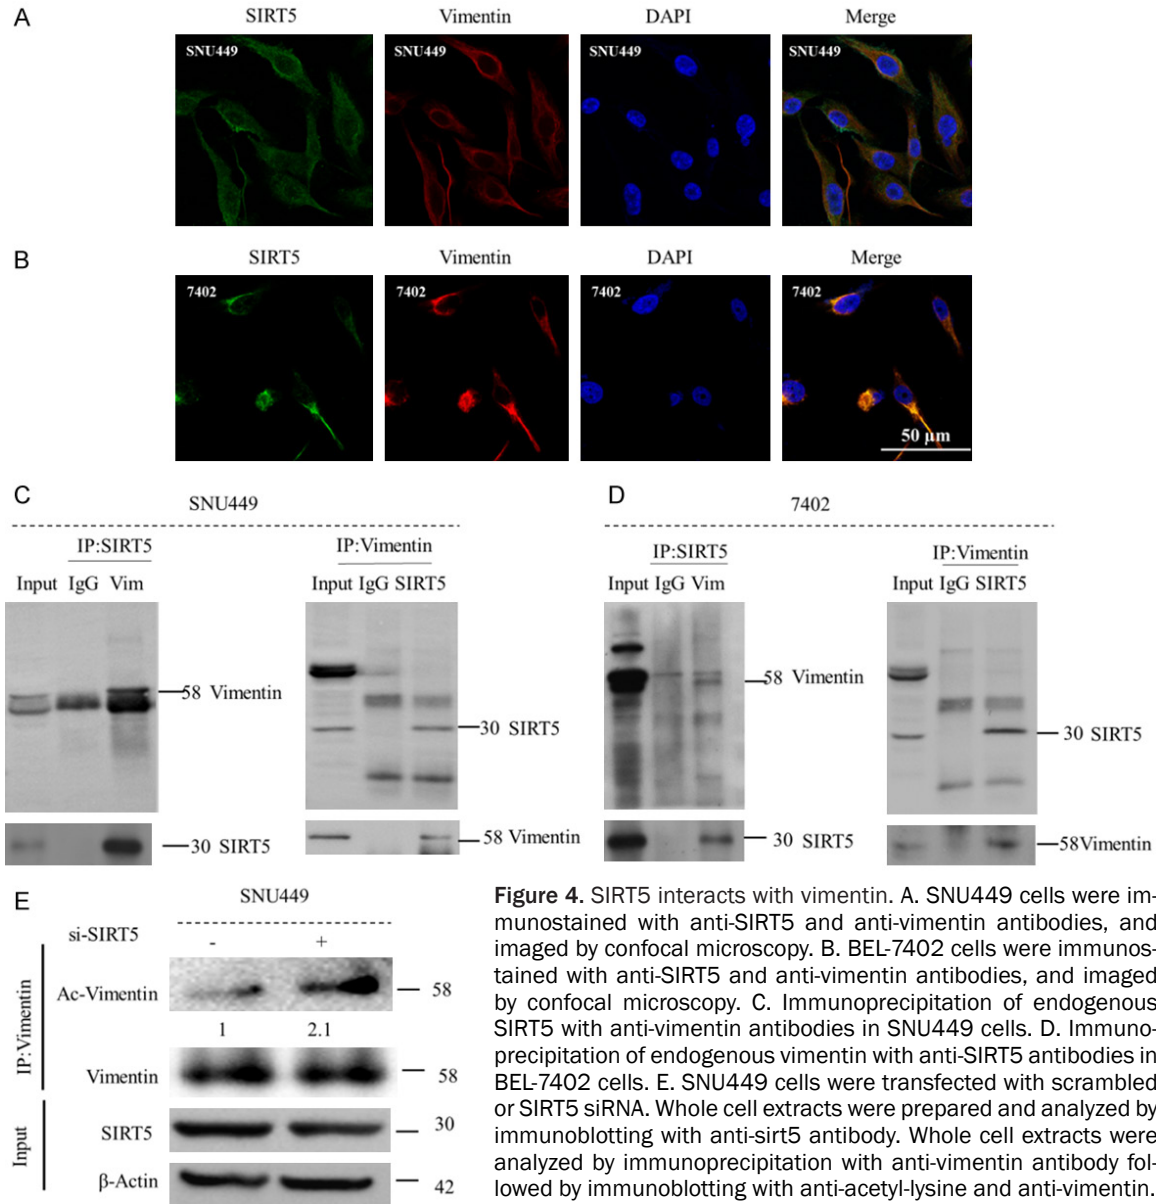 A
SIRT5 Vimentin DAPI Merge
SNU449 SNU449 SNU449 SNU449
B
SIRT5 Vimentin DAPI Merge
7402 7402 7402 7402
50 µm
C
SNU449
IP:SIRT5 IP:Vimentin
Input IgG Vim Input IgG SIRT5
58 Vimentin
30 SIRT5
30 SIRT5
58 Vimentin
D
7402
IP:SIRT5 IP:Vimentin
Input IgG Vim Input IgG SIRT5
58 Vimentin
30 SIRT5
30 SIRT5
58Vimentin
E
SNU449
si-SIRT5 - +
IP:Vimentin
Ac-Vimentin 58
1 2.1
Vimentin 58
Input
SIRT5 30
β-Actin 42
Figure 4. SIRT5 interacts with vimentin. A. SNU449 cells were im-
munostained with anti-SIRT5 and anti-vimentin antibodies, and
imaged by confocal microscopy. B. BEL-7402 cells were immunos-
tained with anti-SIRT5 and anti-vimentin antibodies, and imaged
by confocal microscopy. C. Immunoprecipitation of endogenous
SIRT5 with anti-vimentin antibodies in SNU449 cells. D. Immuno-
precipitation of endogenous vimentin with anti-SIRT5 antibodies in
BEL-7402 cells. E. SNU449 cells were transfected with scrambled
or SIRT5 siRNA. Whole cell extracts were prepared and analyzed by
immunoblotting with anti-sirt5 antibody. Whole cell extracts were
analyzed by immunoprecipitation with anti-vimentin antibody fol-
lowed by immunoblotting with anti-acetyl-lysine and anti-vimentin.